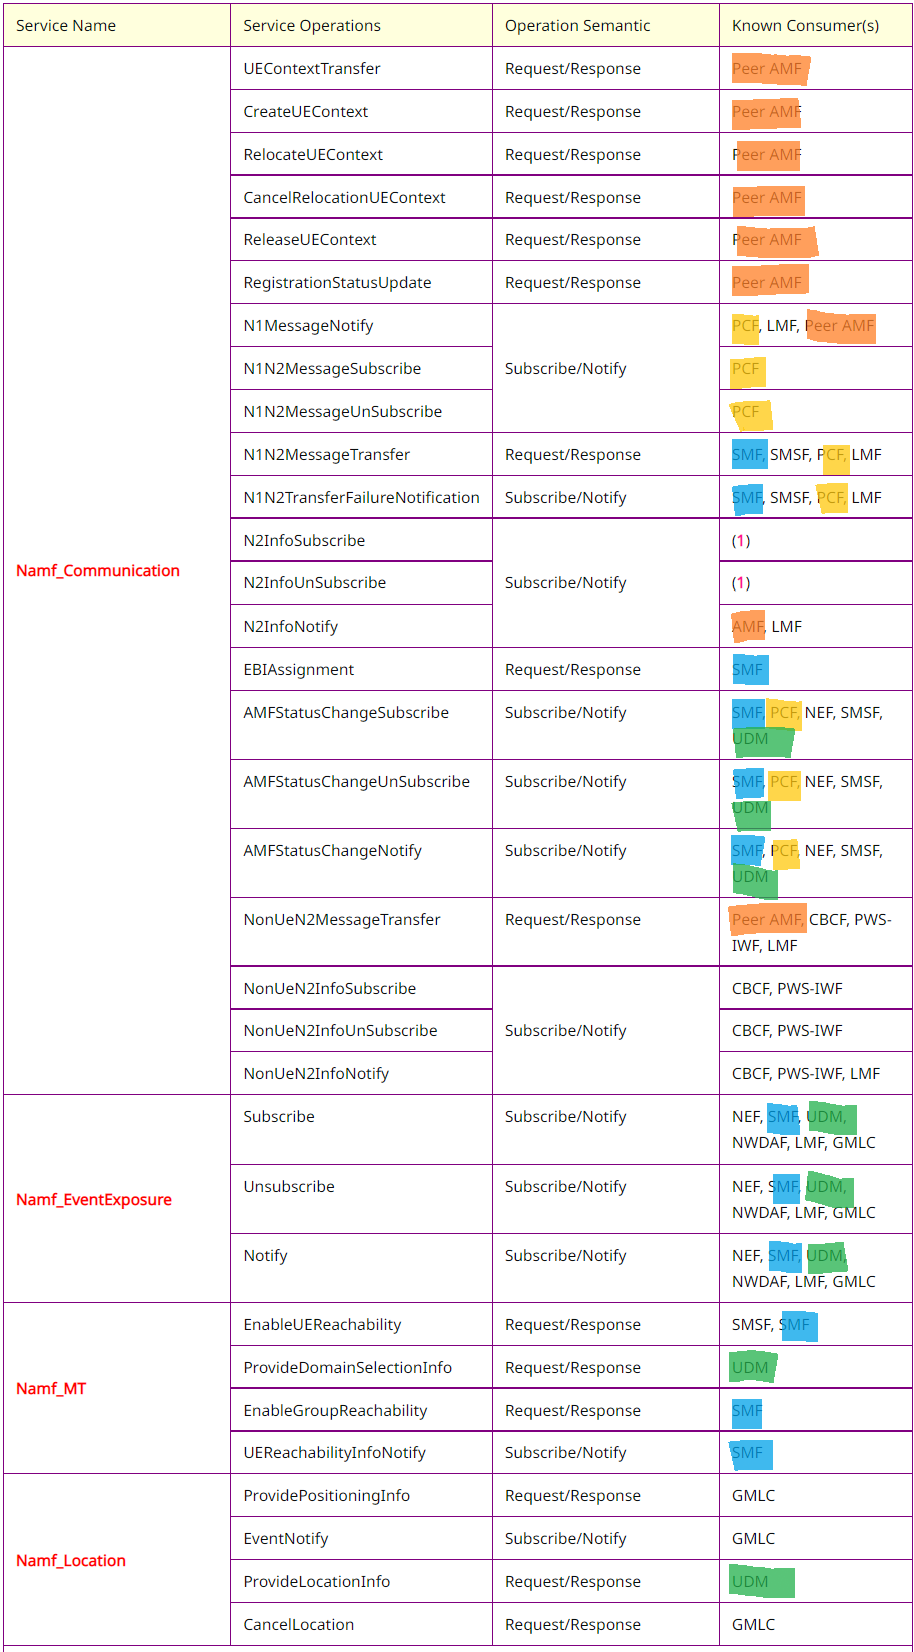 Service Name Service Operations Operation Semantic Known Consumer(s)
UEContextTransfer Request/Response Peer AMF
CreateUEContext Request/Response Peer AMF
RelocateUEContext Request/Response Peer AMF
CancelRelocationUEContext Request/Response Peer AMF
ReleaseUEContext Request/Response Peer AMF
RegistrationStatusUpdate Request/Response Peer AMF
N1MessageNotify PCF, LMF, Peer AMF
N1N2MessageSubscribe Subscribe/Notify PCF
N1N2MessageUnSubscribe PCF
N1N2MessageTransfer Request/Response SMF, SMSF, PCF, LMF
N1N2TransferFailureNotification Subscribe/Notify SMF, SMSF, PCF, LMF
N2InfoSubscribe (1)
Namf_Communication
N2InfoUnSubscribe Subscribe/Notify (1)
N2InfoNotify AMF, LMF
EBIAssignment Request/Response SMF
AMFStatusChangeSubscribe Subscribe/Notify SMF, PCF, NEF, SMSF,
UDM
AMFStatusChangeUnSubscribe Subscribe/Notify SMF, PCF, NEF, SMSF,
UDM
AMFStatusChangeNotify Subscribe/Notify SMF, PCF, NEF, SMSF,
UDM
NonUeN2MessageTransfer Request/Response Peer AMF, CBCF, PWS-
IWF, LMF
NonUeN2InfoSubscribe CBCF, PWS-IWF
NonUeN2InfoUnSubscribe Subscribe/Notify CBCF, PWS-IWF
NonUeN2InfoNotify CBCF, PWS-IWF, LMF
Subscribe Subscribe/Notify NEF, SMF, UDM,
NWDAF, LMF, GMLC
Namf_EventExposure Unsubscribe Subscribe/Notify NEF, SMF, UDM,
NWDAF, LMF, GMLC
Notify Subscribe/Notify NEF, SMF, UDM,
NWDAF, LMF, GMLC
EnableUEReachability Request/Response SMSF, SMF
ProvideDomainSelectionInfo Request/Response UDM
Namf_MT
EnableGroupReachability Request/Response SMF
UEReachabilityInfoNotify Subscribe/Notify SMF
ProvidePositioningInfo Request/Response GMLC
EventNotify Subscribe/Notify GMLC
Namf_Location
ProvideLocationInfo Request/Response UDM
CancelLocation Request/Response GMLC